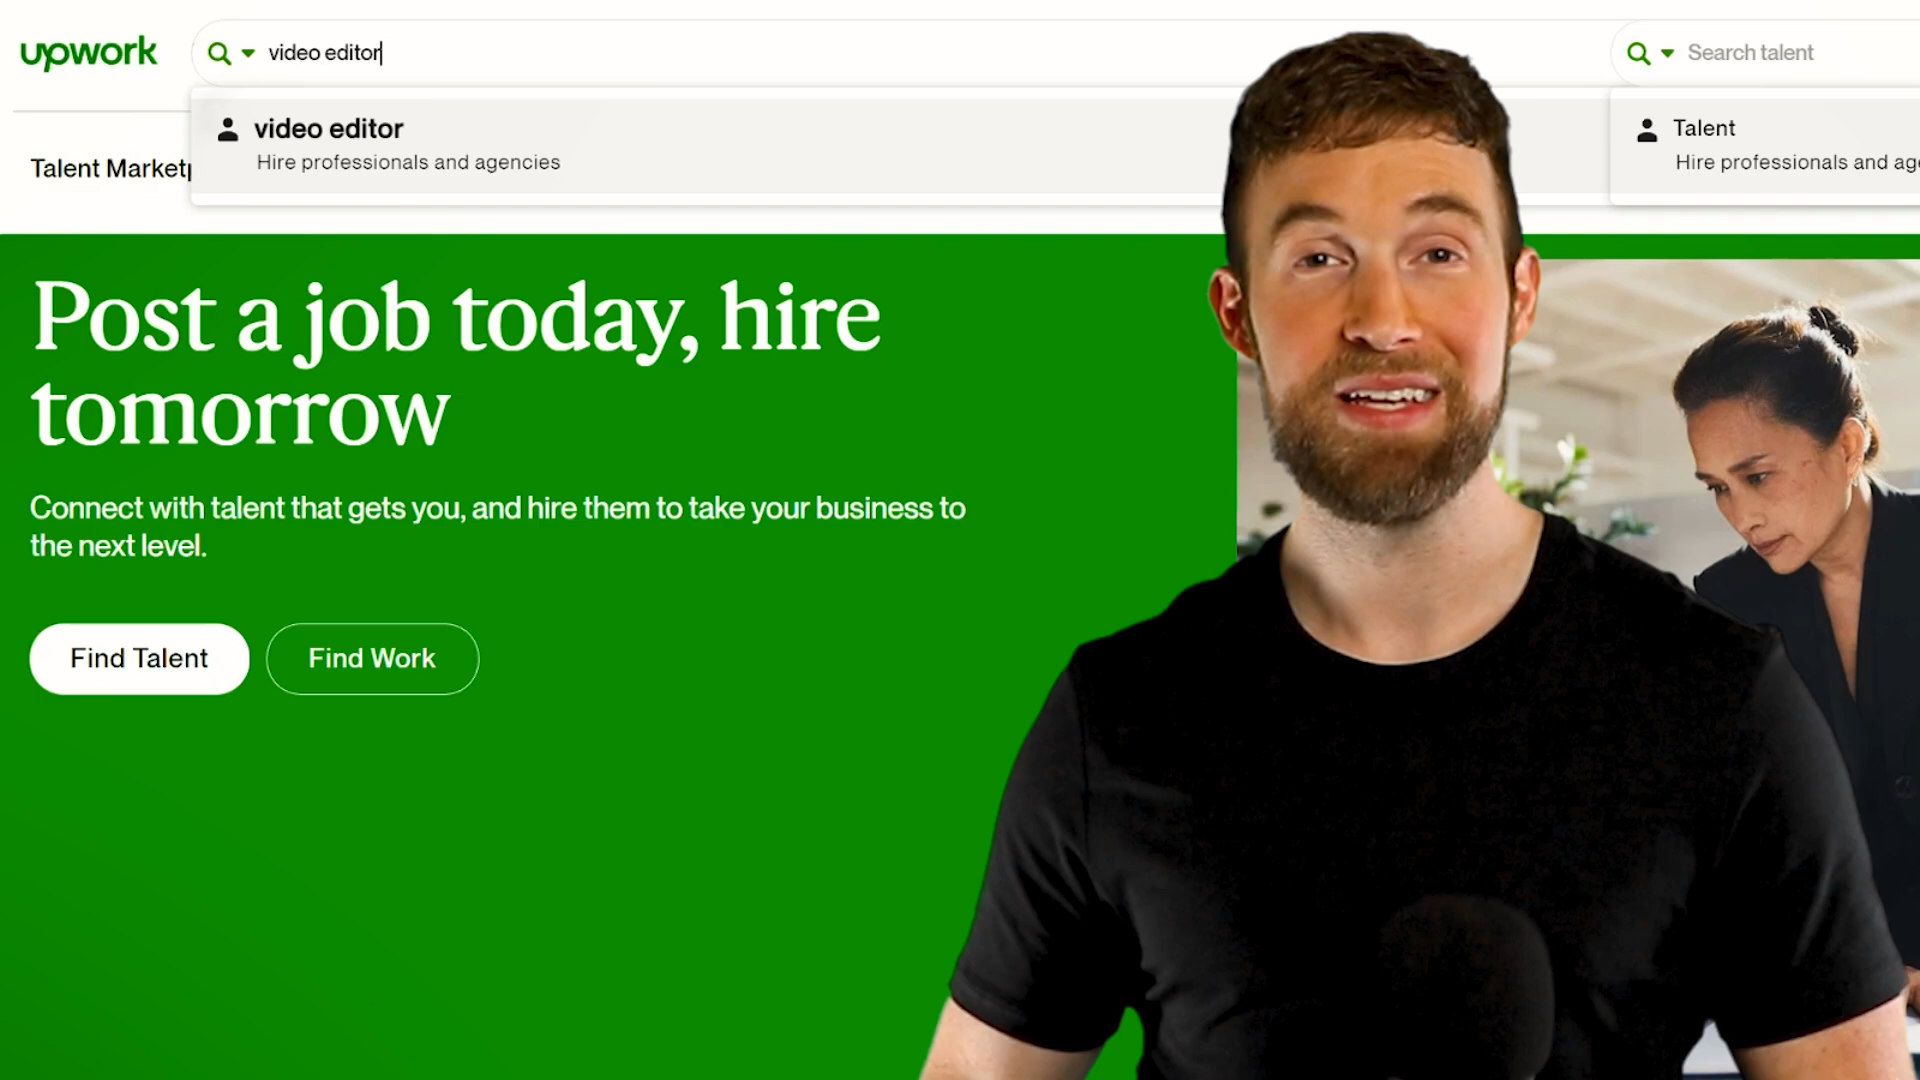 upwork
video editor
Search talent
video editor
Hire professionals and agencies
Talent
Hire professionals and
Talent
Post a job today, hire
tomorrow
Connect with talent that gets you, and hire them to take your business to
the next level.
Find Talent
Find Work